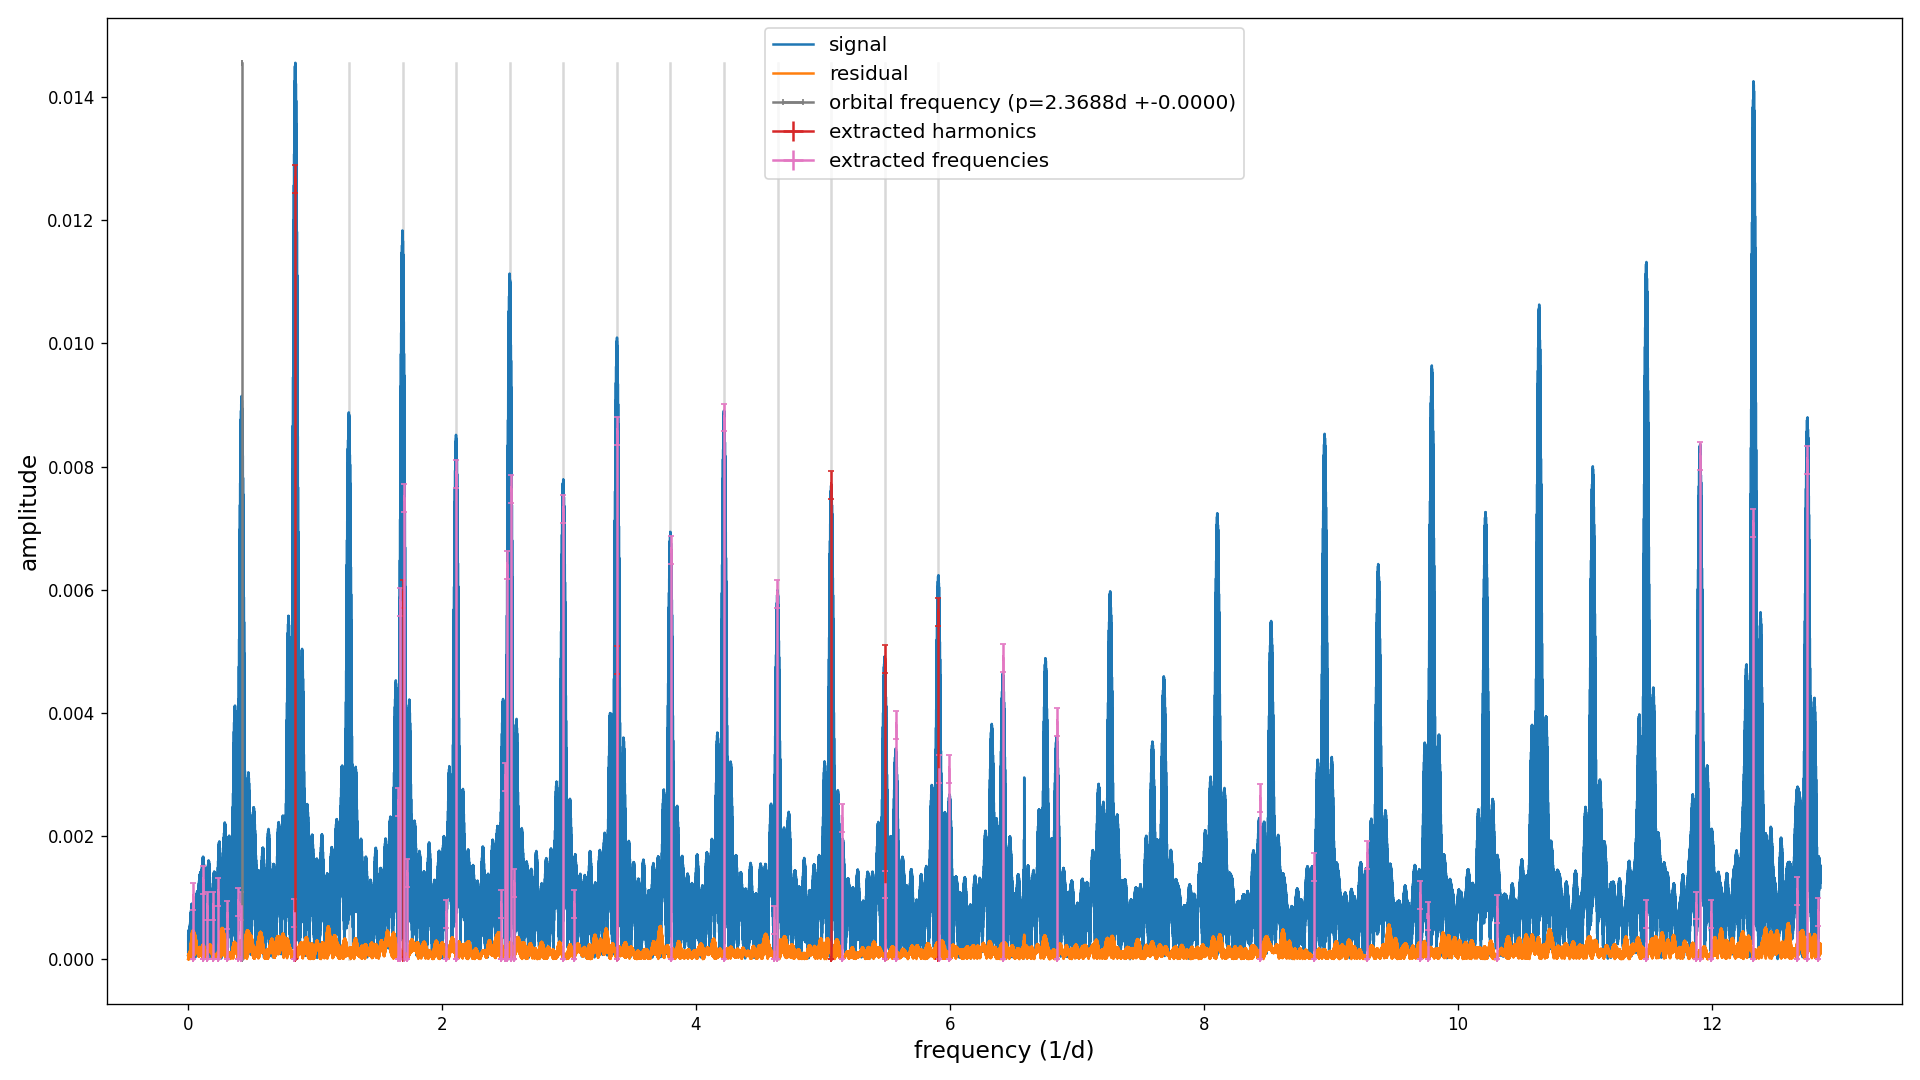 signal
residual
orbital frequency (p=2.3688d +-0.0000)
extracted harmonics
extracted frequencies
amplitude
0.014
0.012
0.010
0.008
0.006
0.004
0.002
0.000
0 2 4 6 8 10 12
frequency (1/d)